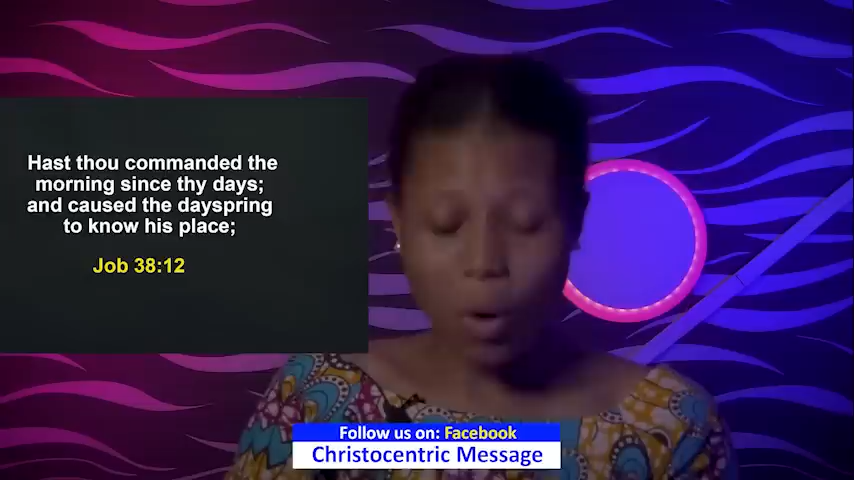 Hast thou commanded the
morning since thy days;
and caused the dayspring
to know his place;
Job 38:12
Follow us on: Facebook
Christocentric Message